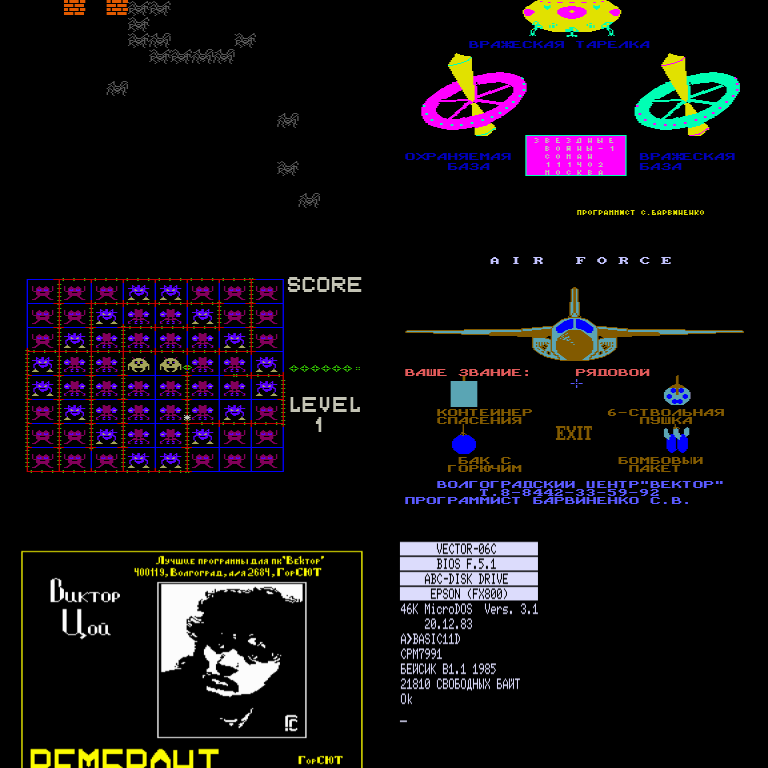 ВРАЖЕСКАЯ ТАРЕЛКА
ОХРАНЯЕМАЯ
БАЗА
ЗВЕЗДНЫЕ
ВОЙНЫ-1
СОМАН
111402
МОСКВА
ВРАЖЕСКАЯ
БАЗА
ПРОГРАММИСТ С.БАРВИНЕНКО
SCORE
LEVEL
1
AIR FORCE
ВАШЕ ЗВАНИЕ: РЯДОВОЙ
КОНТЕЙНЕР
СПАСЕНИЯ
6-СТВОЛЬНАЯ
ПУШКА
EXIT
БАК С
ГОРЮЧИМ
БОМБОВЫЙ
ПАКЕТ
ВОЛГОГРАДСКИЙ ЦЕНТР"ВЕКТОР"
Т.8-8442-33-59-92
ПРОГРАММИСТ БАРВИНЕНКО С.В.
Лучшие программы для пк"Вектор"
400119, Волгоград, а/я 2684, ГорСЮТ
Виктор
Цой
РЕМБРАНТ
ГорСЮТ
VECTOR-06C
BIOS F.5.1
ABC-DISK DRIVE
EPSON (FX800)
46K MicroDOS Vers. 3.1
20.12.83
A>BASIC11D
CPM7991
БЕЙСИК В1.1 1985
21810 СВОБОДНЫХ БАЙТ
Ok